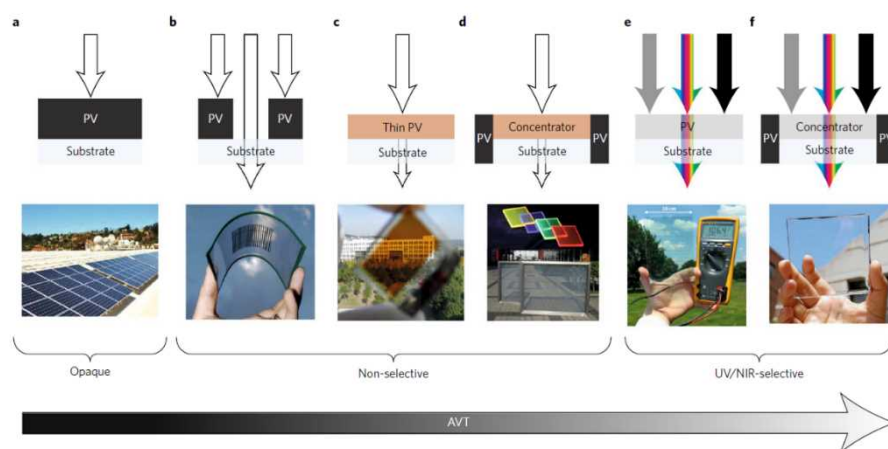 a b c d e f
PV PV PV Thin PV PV Concentrator PV PV PV Concentrator PV
Substrate Substrate Substrate Substrate Substrate Substrate
Opaque Non-selective UV/NIR-selective
AVT